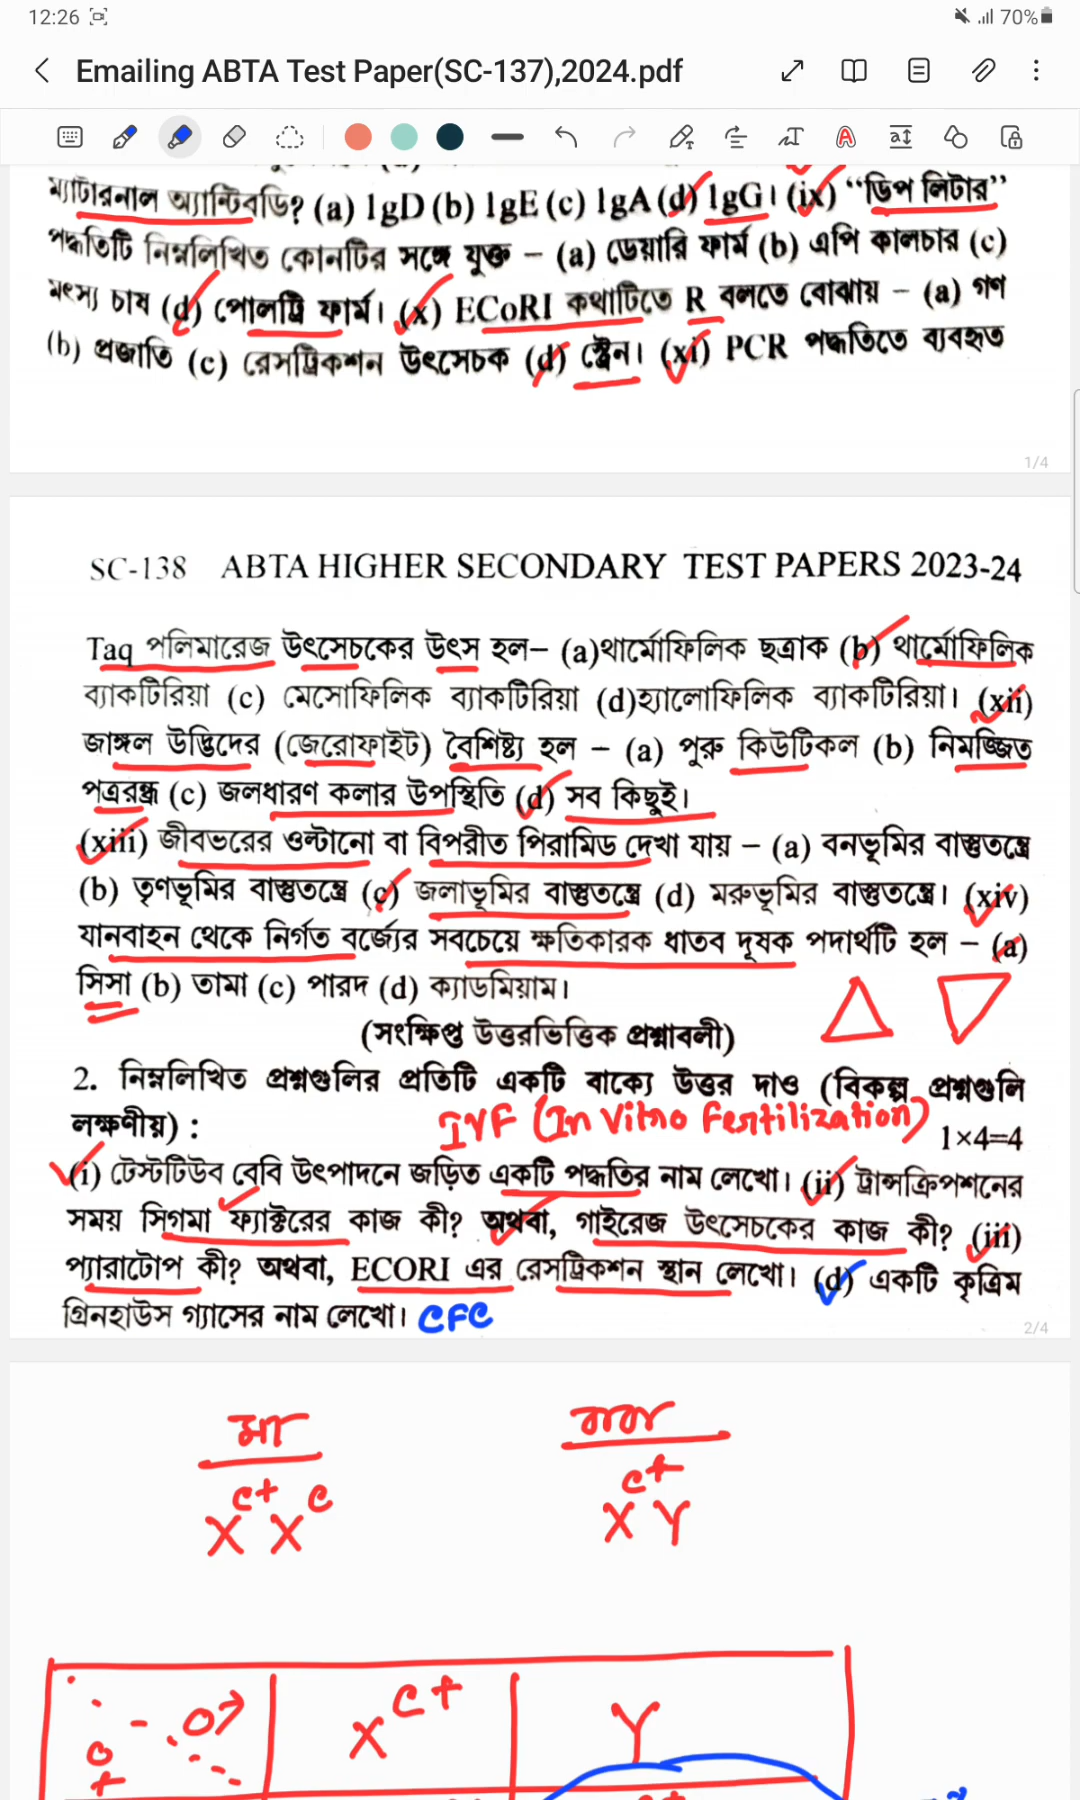 12:26
70%
Emailing ABTA Test Paper(SC-137),2024.pdf
ম্যাটারনাল অ্যান্টিবডি? (a) IgD (b) IgE (c) IgA (d) IgG। (ix) “ডিপ লিটার”
পদ্ধতিটি নিম্নলিখিত কোনটির সঙ্গে যুক্ত – (a) ডেয়ারি ফার্ম (b) এপি কালচার (c)
মৎস্য চাষ (d) পোলট্রি ফার্ম। (x) ECoRI কথাটিতে R বলতে বোঝায় – (a) গণ
(b) প্রজাতি (c) রেসট্রিকশন উৎসেচক (d) স্ট্রেন। (xi) PCR পদ্ধতিতে ব্যবহৃত
1/4
SC-138 ABTA HIGHER SECONDARY TEST PAPERS 2023-24
Taq পলিমারেজ উৎসেচকের উৎস হল– (a)থার্মোফিলিক ছত্রাক (b) থার্মোফিলিক
ব্যাকটিরিয়া (c) মেসোফিলিক ব্যাকটিরিয়া (d)হ্যালোফিলিক ব্যাকটিরিয়া। (xii)
জাঙ্গল উদ্ভিদের (জেরোফাইট) বৈশিষ্ট্য হল – (a) পুরু কিউটিকল (b) নিমজ্জিত
পত্ররন্ধ্র (c) জলধারণ কলার উপস্থিতি (d) সব কিছুই।
(xiii) জীবভরের ওল্টানো বা বিপরীত পিরামিড দেখা যায় – (a) বনভূমির বাস্তুতন্ত্রে
(b) তৃণভূমির বাস্তুতন্ত্রে (c) জলাভূমির বাস্তুতন্ত্রে (d) মরুভূমির বাস্তুতন্ত্রে। (xiv)
যানবাহন থেকে নির্গত বর্জ্যের সবচেয়ে ক্ষতিকারক ধাতব দূষক পদার্থটি হল – (a)
সিসা (b) তামা (c) পারদ (d) ক্যাডমিয়াম।
(সংক্ষিপ্ত উত্তরভিত্তিক প্রশ্নাবলী)
2. নিম্নলিখিত প্রশ্নগুলির প্রতিটি একটি বাক্যে উত্তর দাও (বিকল্প প্রশ্নগুলি
লক্ষণীয়) :
IVF (In Vitro Fertilization)
1×4=4
(i) টেস্টটিউব বেবি উৎপাদনে জড়িত একটি পদ্ধতির নাম লেখো। (ii) ট্রান্সক্রিপশনের
সময় সিগমা ফ্যাক্টরের কাজ কী? অথবা, গাইরেজ উৎসেচকের কাজ কী? (iii)
প্যারাটোপ কী? অথবা, ECORI এর রেসট্রিকশন স্থান লেখো। (d) একটি কৃত্রিম
গ্রিনহাউস গ্যাসের নাম লেখো। CFC
2/4
মা বাবা
X^C+ X^C X^C+ Y
X^C+ Y